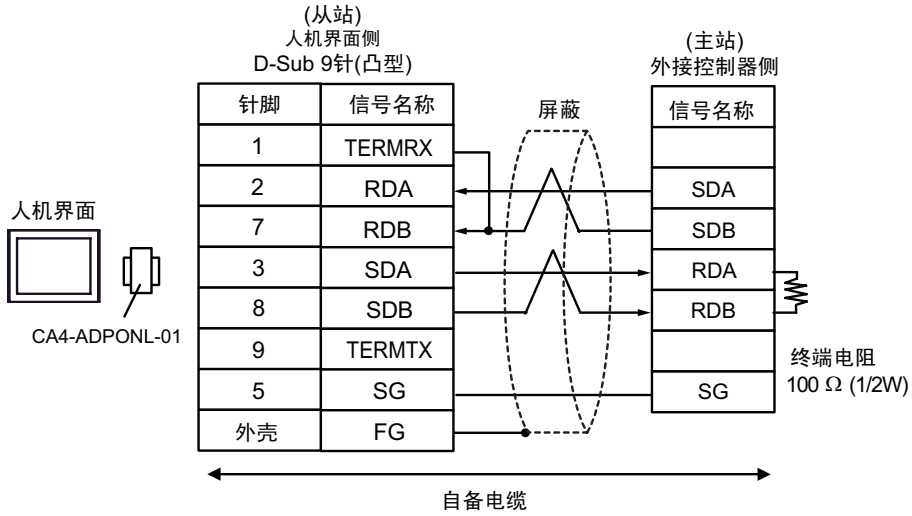 (从站)
人机界面侧
D-Sub 9针(凸型)
(主站)
外接控制器侧
针脚 信号名称
屏蔽
信号名称
1 TERMRX
2 RDA
SDA
7 RDB
SDB
3 SDA
RDA
8 SDB
RDB
9 TERMTX
5 SG
SG
外壳 FG
人机界面
CA4-ADPONL-01
终端电阻
100 Ω (1/2W)
自备电缆